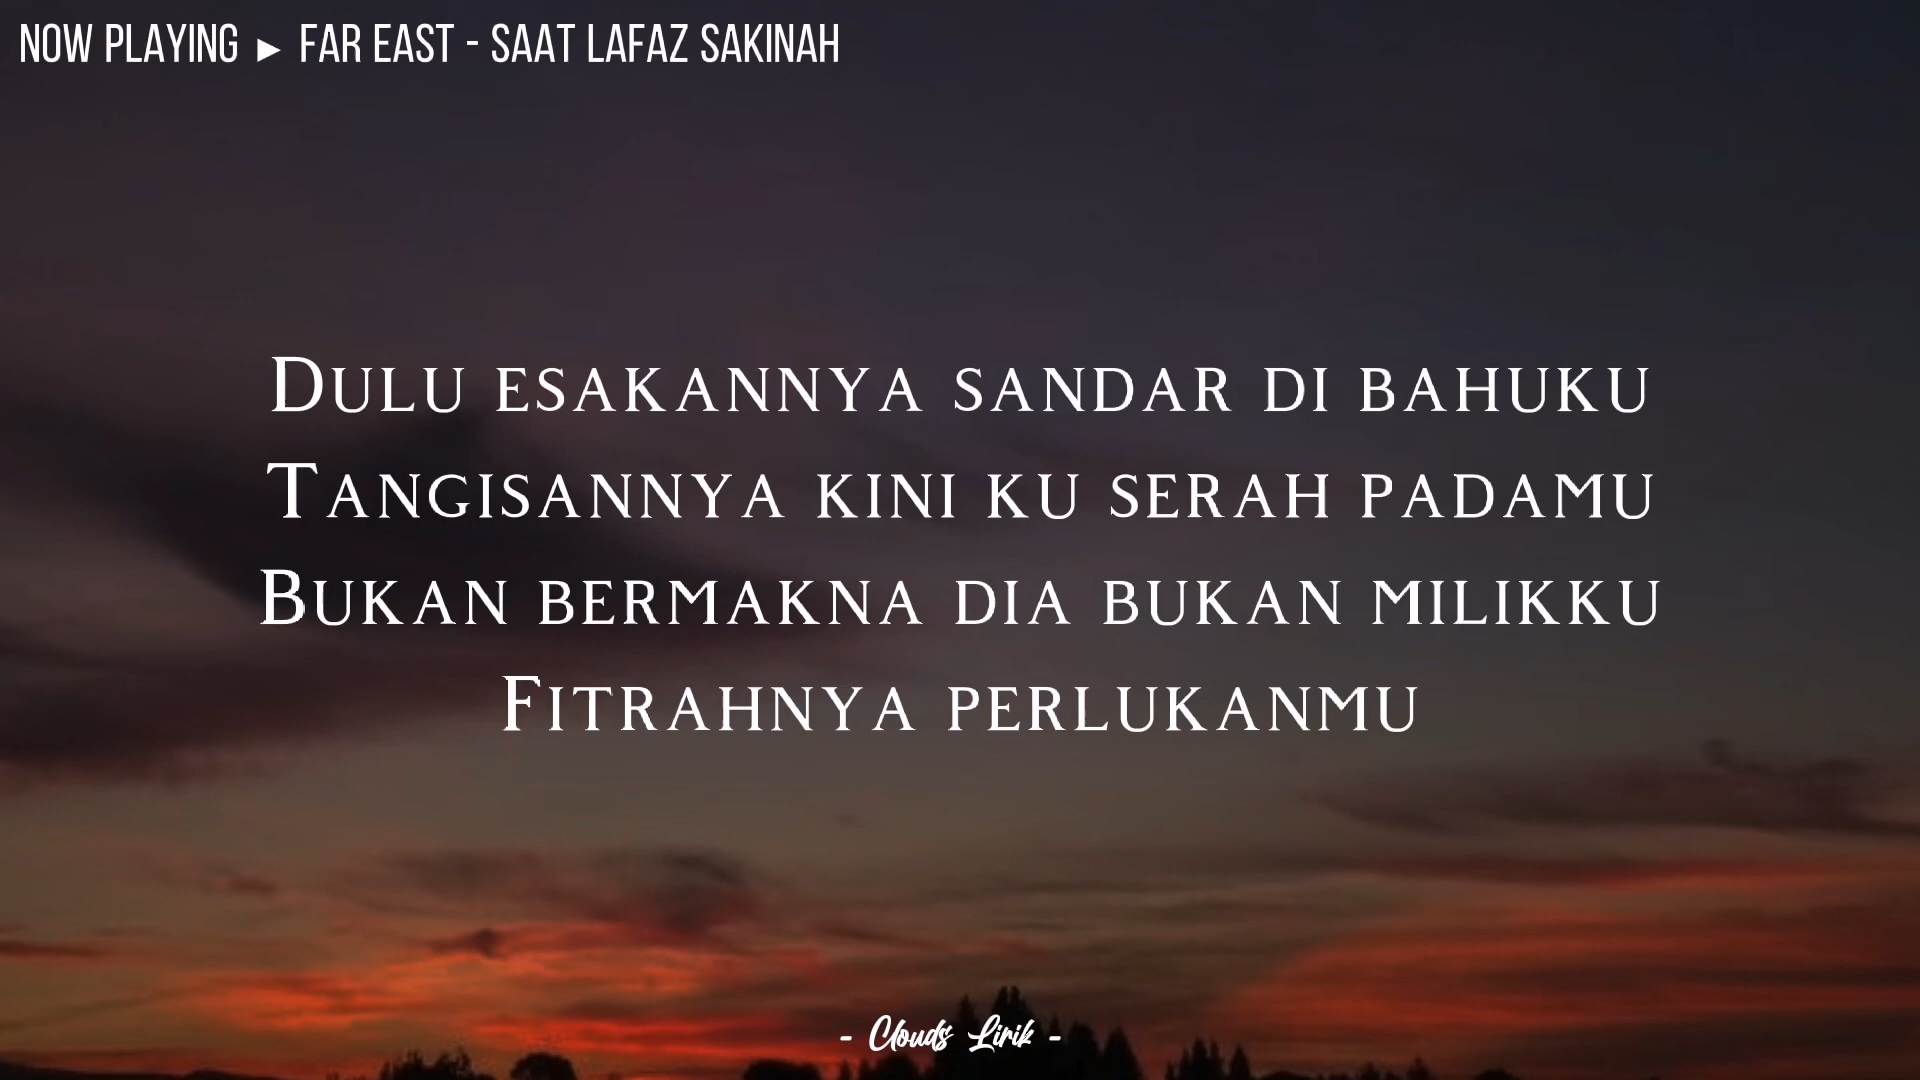 NOW PLAYING ► FAR EAST - SAAT LAFAZ SAKINAH
Dulu esakannya sandar di bahuku
Tangisannya kini ku serah padamu
Bukan bermakna dia bukan milikku
Fitrahnya perlukanmu
- Clouds Lirik -